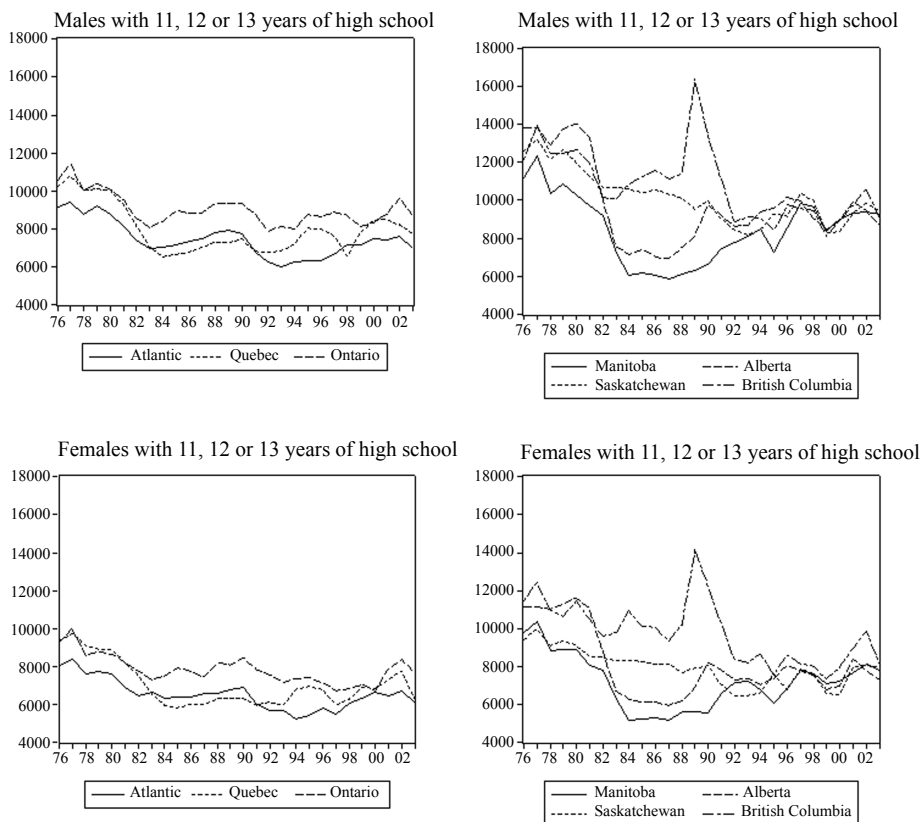 Males with 11, 12 or 13 years of high school
18000
16000
14000
12000
10000
8000
6000
4000
76 78 80 82 84 86 88 90 92 94 96 98 00 02
Atlantic Quebec Ontario
Males with 11, 12 or 13 years of high school
18000
16000
14000
12000
10000
8000
6000
4000
76 78 80 82 84 86 88 90 92 94 96 98 00 02
Manitoba Alberta
Saskatchewan British Columbia
Females with 11, 12 or 13 years of high school
18000
16000
14000
12000
10000
8000
6000
4000
76 78 80 82 84 86 88 90 92 94 96 98 00 02
Atlantic Quebec Ontario
Females with 11, 12 or 13 years of high school
18000
16000
14000
12000
10000
8000
6000
4000
76 78 80 82 84 86 88 90 92 94 96 98 00 02
Manitoba Alberta
Saskatchewan British Columbia